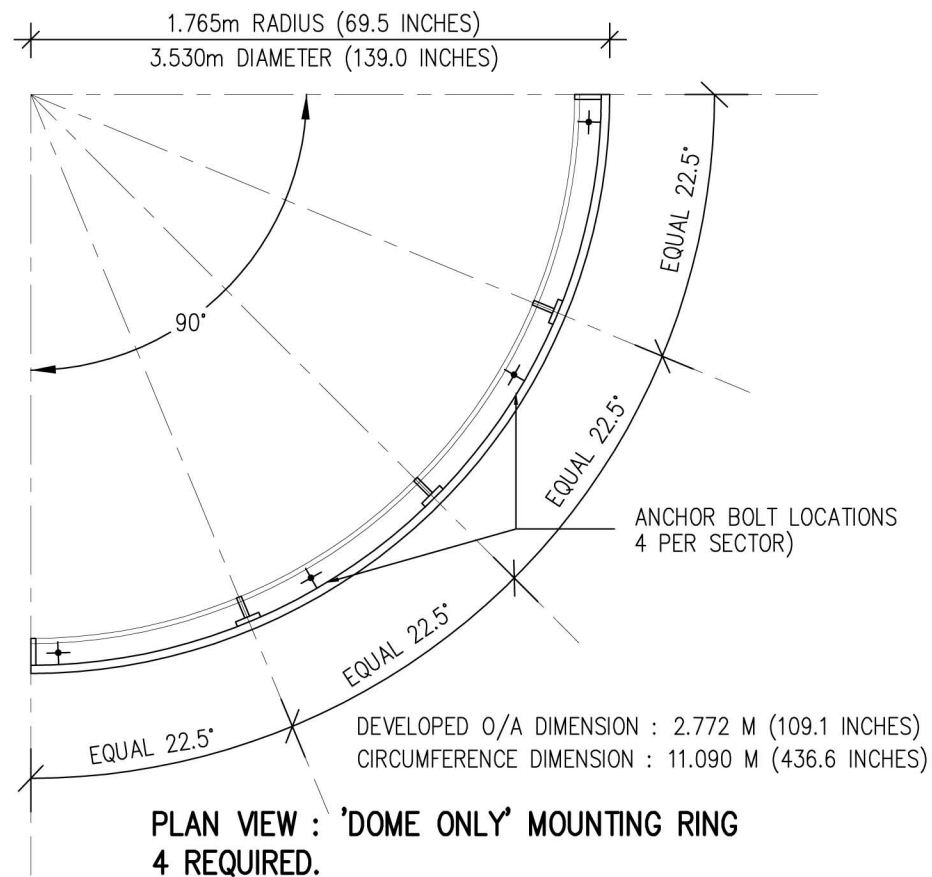 1.765m RADIUS (69.5 INCHES)
3.530m DIAMETER (139.0 INCHES)
90°
EQUAL 22.5°
EQUAL 22.5°
ANCHOR BOLT LOCATIONS
4 PER SECTOR)
EQUAL 22.5°
EQUAL 22.5°
DEVELOPED O/A DIMENSION : 2.772 M (109.1 INCHES)
CIRCUMFERENCE DIMENSION : 11.090 M (436.6 INCHES)
PLAN VIEW : 'DOME ONLY' MOUNTING RING
4 REQUIRED.